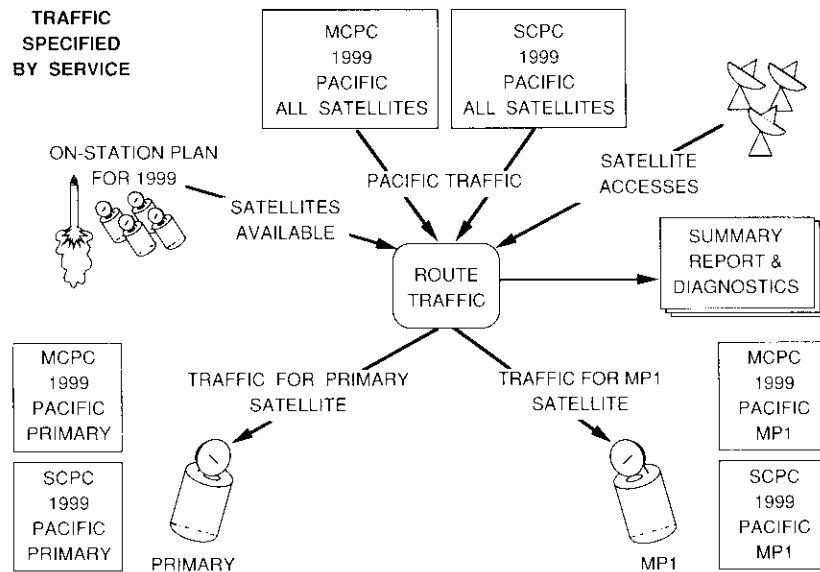 TRAFFIC
SPECIFIED
BY SERVICE
MCPC
1999
PACIFIC
ALL SATELLITES
SCPC
1999
PACIFIC
ALL SATELLITES
ON-STATION PLAN
FOR 1999
SATELLITES
AVAILABLE
PACIFIC TRAFFIC
SATELLITE
ACCESSES
ROUTE
TRAFFIC
SUMMARY
REPORT &
DIAGNOSTICS
MCPC
1999
PACIFIC
PRIMARY
TRAFFIC FOR PRIMARY
SATELLITE
TRAFFIC FOR MP1
SATELLITE
MCPC
1999
PACIFIC
MP1
SCPC
1999
PACIFIC
PRIMARY
PRIMARY
MP1
SCPC
1999
PACIFIC
MP1